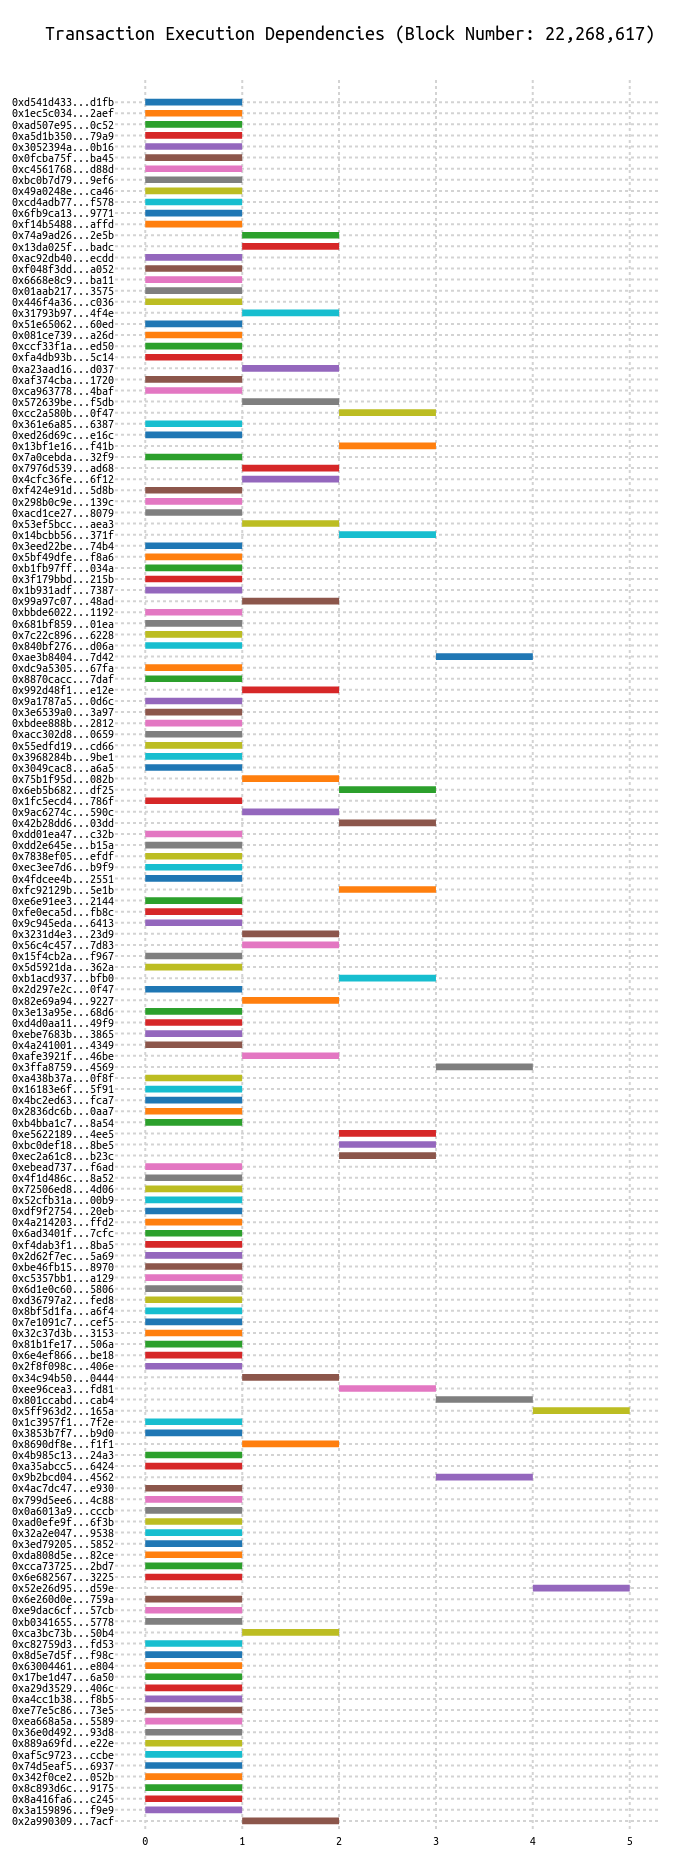 Transaction Execution Dependencies (Block Number: 22,268,617)
0xd541d433...d1fb
0x1ec5c034...2aef
0xad507e95...0c52
0xa5d1b350...79a9
0x3052394a...0b16
0x0fcba75f...ba45
0xc4561768...d88d
0xbc0b7d79...9ef6
0x49a0248e...ca46
0xcd4adb77...f578
0x6fb9ca13...9771
0xf14b5488...affd
0x74a9ad26...2e5b
0x13da025f...badc
0xac92db40...ecdd
0xf048f3dd...a052
0x6668e8c9...ba11
0x01aab217...3575
0x446f4a36...c036
0x31793b97...4f4e
0x51e65062...60ed
0x081ce739...a26d
0xccf33f1a...ed50
0xfa4db93b...5c14
0xa23aad16...d037
0xaf374cba...1720
0xca963778...4baf
0x572639be...f5db
0xcc2a580b...0f47
0x361e6a85...6387
0xed26d69c...e16c
0x13bf1e16...f41b
0x7a0cebda...32f9
0x7976d539...ad68
0x4cfc36fe...6f12
0xf424e91d...5d8b
0x298b0c9e...139c
0xacd1ce27...8079
0x53ef5bcc...aea3
0x14bcbb56...371f
0x3eed22be...74b4
0x5bf49dfe...f8a6
0xb1fb97ff...034a
0x3f179bbd...215b
0x1b931adf...7387
0x99a97c07...48ad
0xbbde6022...1192
0x681bf859...01ea
0x7c22c896...6228
0x840bf276...d06a
0xae3b8404...7d42
0xdc9a5305...67fa
0x8870cacc...7daf
0x992d48f1...e12e
0x9a1787a5...0d6c
0x3e6539a0...3a97
0xbdee888b...2812
0xacc302d8...0659
0x55edfd19...cd66
0x3968284b...9be1
0x3049cac8...a6a5
0x75b1f95d...082b
0x6eb5b682...df25
0x1fc5ecd4...786f
0x9ac6274c...590c
0x42b28dd6...03dd
0xdd01ea47...c32b
0xdd2e645e...b15a
0x7838ef05...efdf
0xec3ee7d6...b9f9
0x4fdcee4b...2551
0xfc92129b...5e1b
0xe6e91ee3...2144
0xfe0eca5d...fb8c
0x9c945eda...6413
0x3231d4e3...23d9
0x56c4c457...7d83
0x15f4cb2a...f967
0x5d5921da...362a
0xb1acd937...bfb0
0x2d297e2c...0f47
0x82e69a94...9227
0x3e13a95e...68d6
0xd4d0aa11...49f9
0xebe7683b...3865
0x4a241001...4349
0xafe3921f...46be
0x3ffa8759...4569
0xa438b37a...0f8f
0x16183e6f...5f91
0x4bc2ed63...fca7
0x2836dc6b...0aa7
0xb4bba1c7...8a54
0xe5622189...4ee5
0xbc0def18...8be5
0xec2a61c8...b23c
0xebead737...f6ad
0x4f1d486c...8a52
0x72506ed8...4d06
0x52cfb31a...00b9
0xdf9f2754...20eb
0x4a214203...ffd2
0x6ad3401f...7cfc
0xf4dab3f1...8ba5
0x2d62f7ec...5a69
0xbe46fb15...8970
0xc5357bb1...a129
0x6d1e0c60...5806
0xd36797a2...fed8
0x8bf5d1fa...a6f4
0x7e1091c7...cef5
0x32c37d3b...3153
0x81b1fe17...506a
0x6e4ef866...be18
0x2f8f098c...406e
0x34c94b50...0444
0xee96cea3...fd81
0x801ccabd...cab4
0x5ff963d2...165a
0x1c3957f1...7f2e
0x3853b7f7...b9d0
0x8690df8e...f1f1
0x4b985c13...24a3
0xa35abcc5...6424
0x9b2bcd04...4562
0x4ac7dc47...e930
0x799d5ee6...4c88
0x0a6013a9...cccb
0xad0efe9f...6f3b
0x32a2e047...9538
0x3ed79205...5852
0xda808d5e...82ce
0xcca73725...2bd7
0x6e682567...3225
0x52e26d95...d59e
0x6e260d0e...759a
0xe9dac6cf...57cb
0xb0341655...5778
0xca3bc73b...50b4
0xc82759d3...fd53
0x8d5e7d5f...f98c
0x63004461...e804
0x17be1d47...6a50
0xa29d3529...406c
0xa4cc1b38...f8b5
0xe77e5c86...73e5
0xea668a5a...5589
0x36e0d492...93d8
0x889a69fd...e22e
0xaf5c9723...ccbe
0x74d5eaf5...6937
0x342f0ce2...052b
0x8c893d6c...9175
0x8a416fa6...c245
0x3a159896...f9e9
0x2a990309...7acf
0 1 2 3 4 5